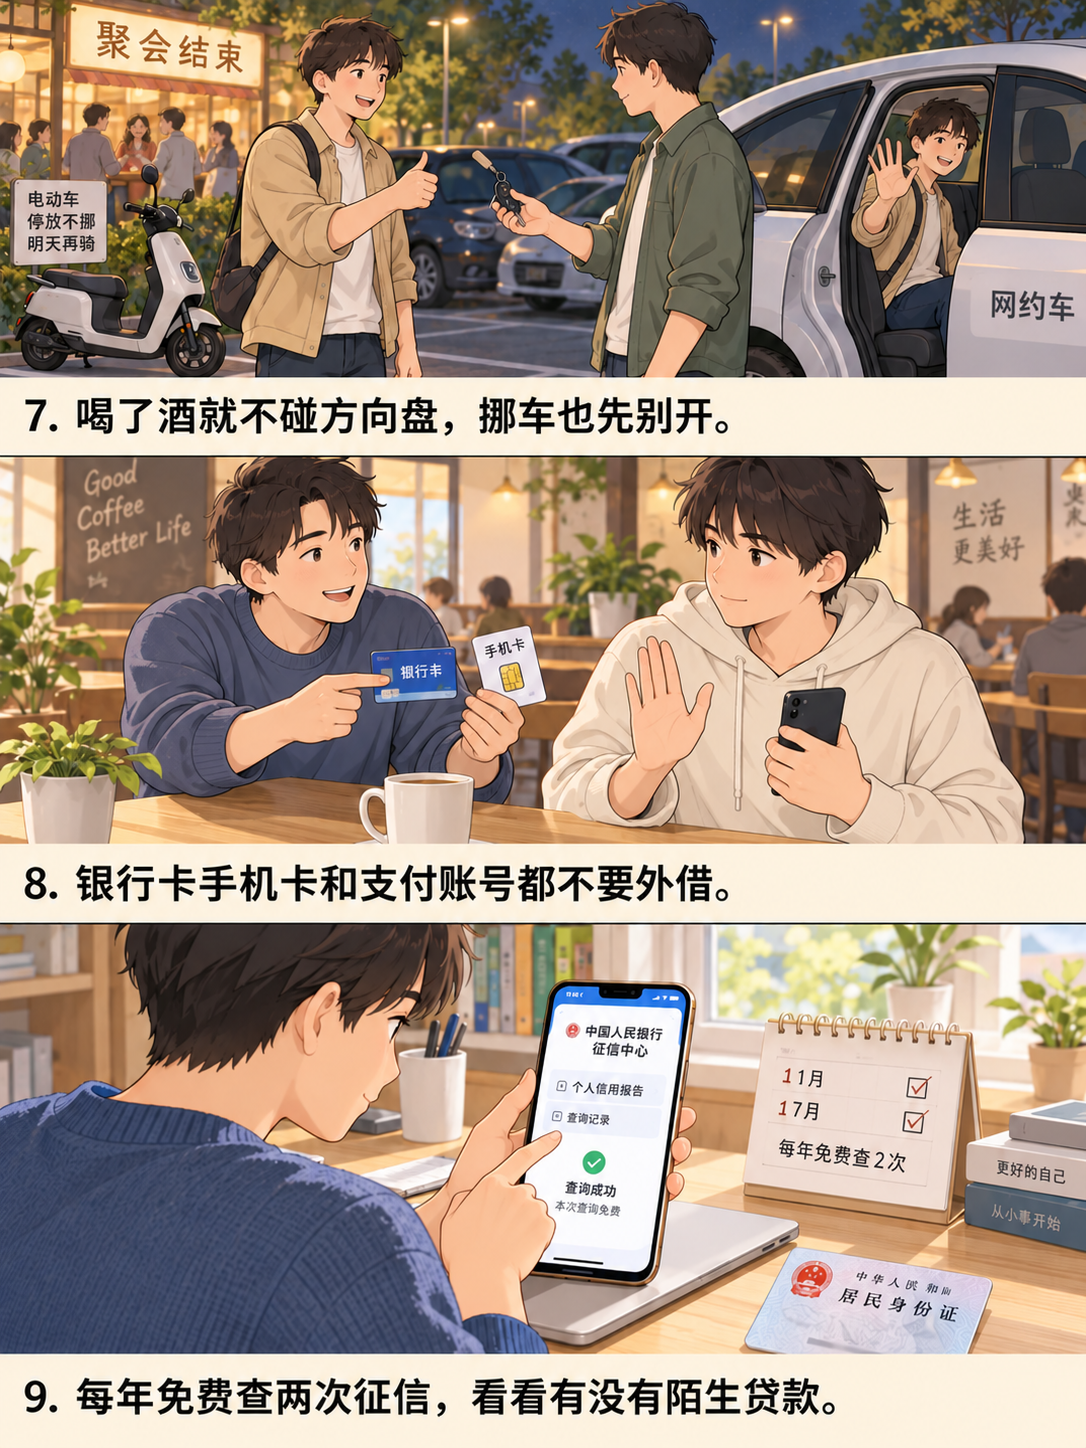 聚会结束
电动车
停放不挪
明天再骑
网约车
7. 喝了酒就不碰方向盘，挪车也先别开。
Good
Coffee
Better Life
生活
更美好
银行卡
手机卡
8. 银行卡手机卡和支付账号都不要外借。
中国人民银行
征信中心
个人信用报告
查询记录
查询成功
本次查询免费
11月
17月
每年免费查2次
更好的自己
从小事开始
中华人民
居民身份证
9. 每年免费查两次征信，看看有没有陌生贷款。